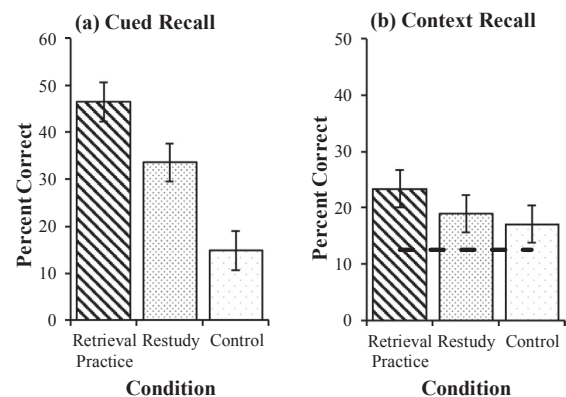 (a) Cued Recall
60
50
40
30
20
10
0
Percent Correct
Retrieval Practice
Restudy
Control
Condition
(b) Context Recall
50
40
30
20
10
0
Percent Correct
Retrieval Practice
Restudy
Control
Condition